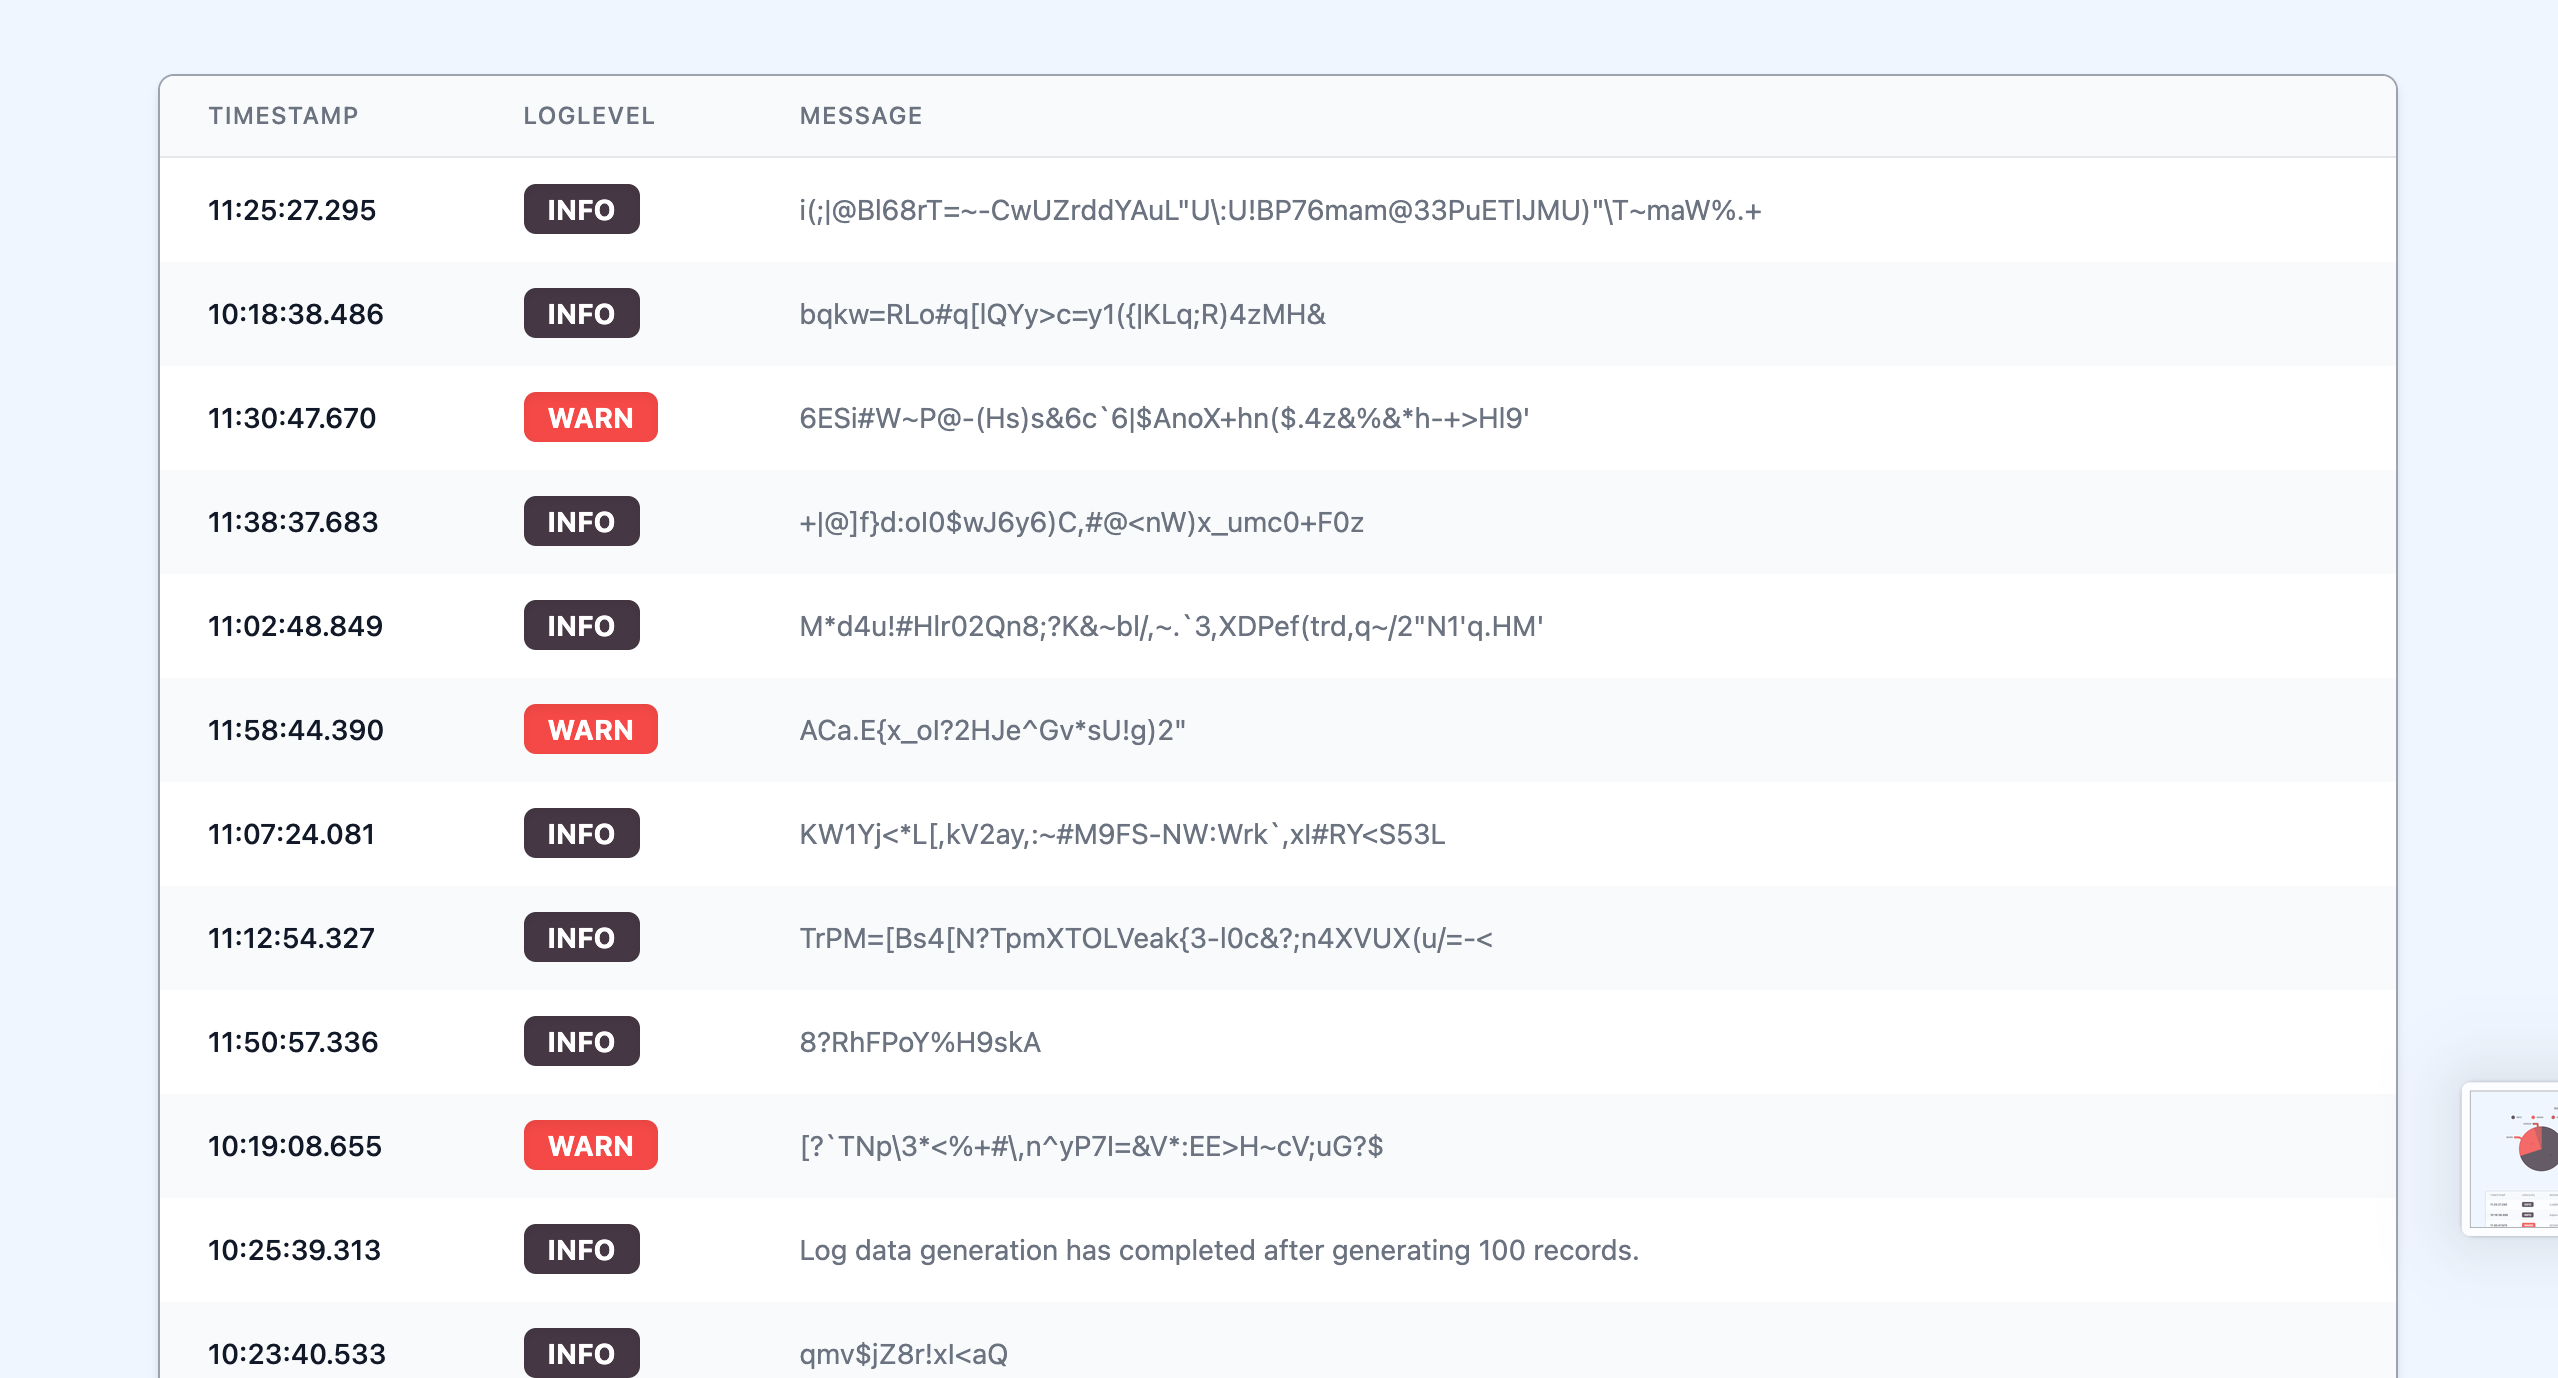 TIMESTAMP LOGLEVEL MESSAGE
11:25:27.295 INFO i(;|@Bl68rT=~-CwUZrddYAuL"U\:U!BP76mam@33PuETlJMU)"\T~maW%.+
10:18:38.486 INFO bqkw=RLo#q[lQYy>c=y1({|KLq;R)4zMH&
11:30:47.670 WARN 6ESi#W~P@-(Hs)s&6c`6|$AnoX+hn($.4z&%&*h-+>Hl9'
11:38:37.683 INFO +|@]f}d:oI0$wJ6y6)C,#@<nW)x_umc0+F0z
11:02:48.849 INFO M*d4u!#Hlr02Qn8;?K&~bl/,~.`3,XDPef(trd,q~/2"N1'q.HM'
11:58:44.390 WARN ACa.E{x_oI?2HJe^Gv*sU!g)2"
11:07:24.081 INFO KW1Yj<*L[,kV2ay,:~#M9FS-NW:Wrk`,xI#RY<S53L
11:12:54.327 INFO TrPM=[Bs4[N?TpmXTOLVeak{3-l0c&?;n4XVUX(u/=-<
11:50:57.336 INFO 8?RhFPoY%H9skA
10:19:08.655 WARN [?`TNp\3*<%+#\,n^yP7I=&V*:EE>H~cV;uG?$
10:25:39.313 INFO Log data generation has completed after generating 100 records.
10:23:40.533 INFO qmv$jZ8r!xI<aQ